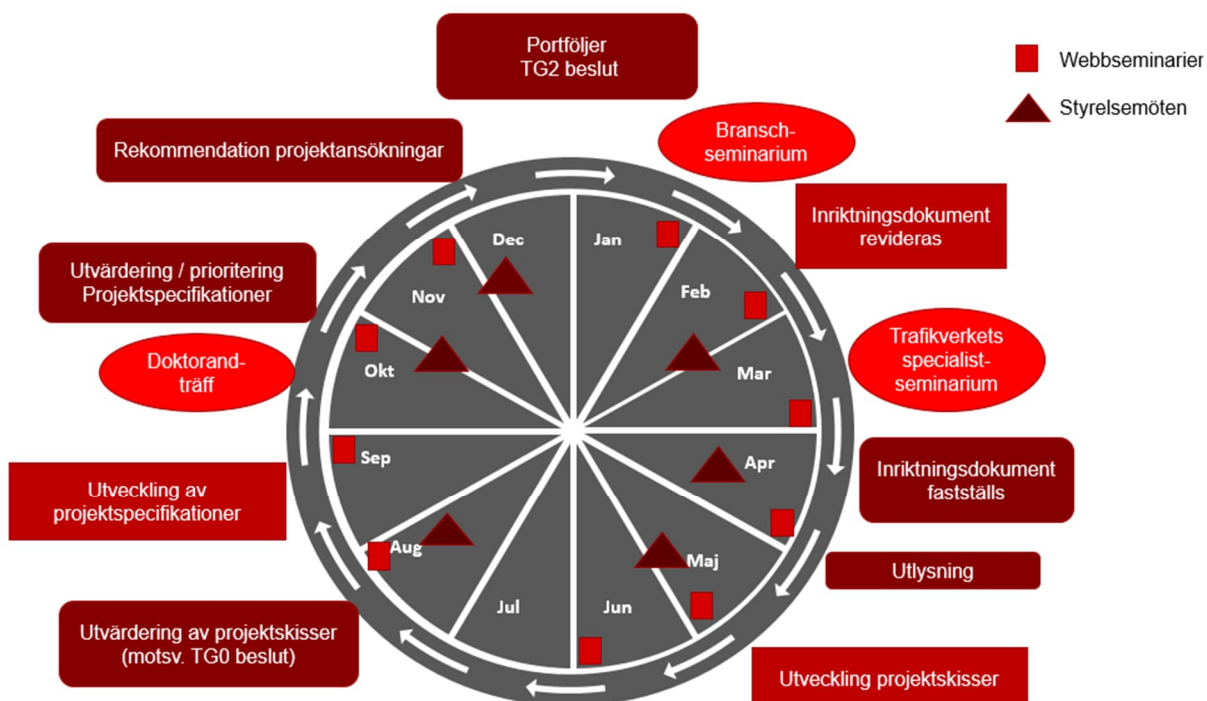 Portföljer
TG2 beslut
Webbseminarier
Styrelsemöten
Bransch-
seminarium
Rekommendation projektansökningar
Inriktningsdokument
revideras
Utvärdering / prioritering
Projektspecifikationer
Doktorand-
träff
Trafikverkets
specialist-
seminarium
Inriktningsdokument
fastställs
Utveckling av
projektspecifikationer
Utlysning
Utvärdering av projektskisser
(motsv. TG0 beslut)
Utveckling projektskisser
Jan
Feb
Mar
Apr
Maj
Jun
Jul
Aug
Sep
Okt
Nov
Dec